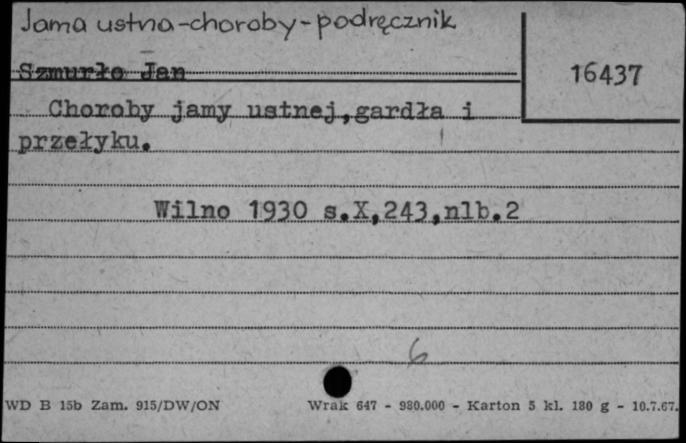 Jama ustna-choroby-podręcznik
Szmurło Jan
16437
Choroby jamy ustnej,gardła i
przełyku.
Wilno 1930 s.X,243,nlb.2
6
WD B 15b Zam. 915/DW/ON Wrak 647 - 980.000 - Karton 5 kl. 180 g - 10.7.67.